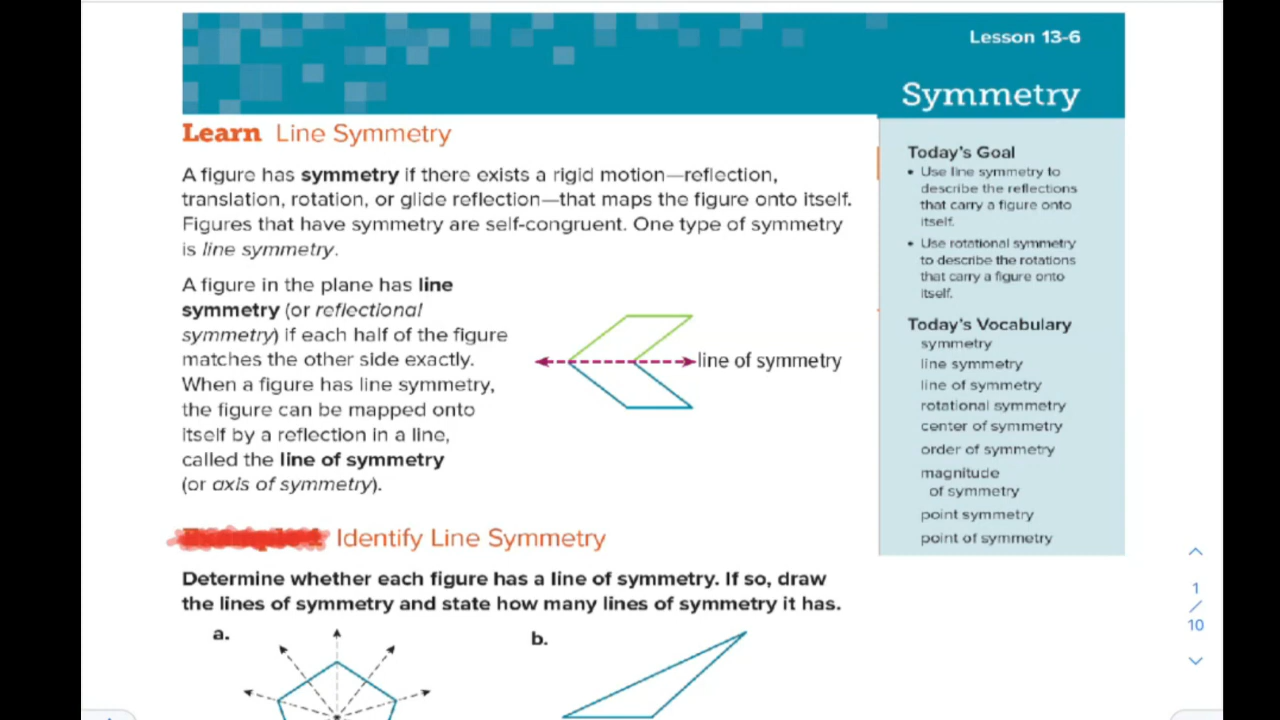 Lesson 13-6
Symmetry
Learn Line Symmetry
A figure has symmetry if there exists a rigid motion—reflection,
translation, rotation, or glide reflection—that maps the figure onto itself.
Figures that have symmetry are self-congruent. One type of symmetry
is line symmetry.
A figure in the plane has line
symmetry (or reflectional
symmetry) if each half of the figure
matches the other side exactly.
When a figure has line symmetry,
the figure can be mapped onto
itself by a reflection in a line,
called the line of symmetry
(or axis of symmetry).
line of symmetry
Identify Line Symmetry
Determine whether each figure has a line of symmetry. If so, draw
the lines of symmetry and state how many lines of symmetry it has.
a.
b.
Today's Goal
• Use line symmetry to
describe the reflections
that carry a figure onto
itself.
• Use rotational symmetry
to describe the rotations
that carry a figure onto
itself.
Today's Vocabulary
symmetry
line symmetry
line of symmetry
rotational symmetry
center of symmetry
order of symmetry
magnitude
of symmetry
point symmetry
point of symmetry
1
/
10